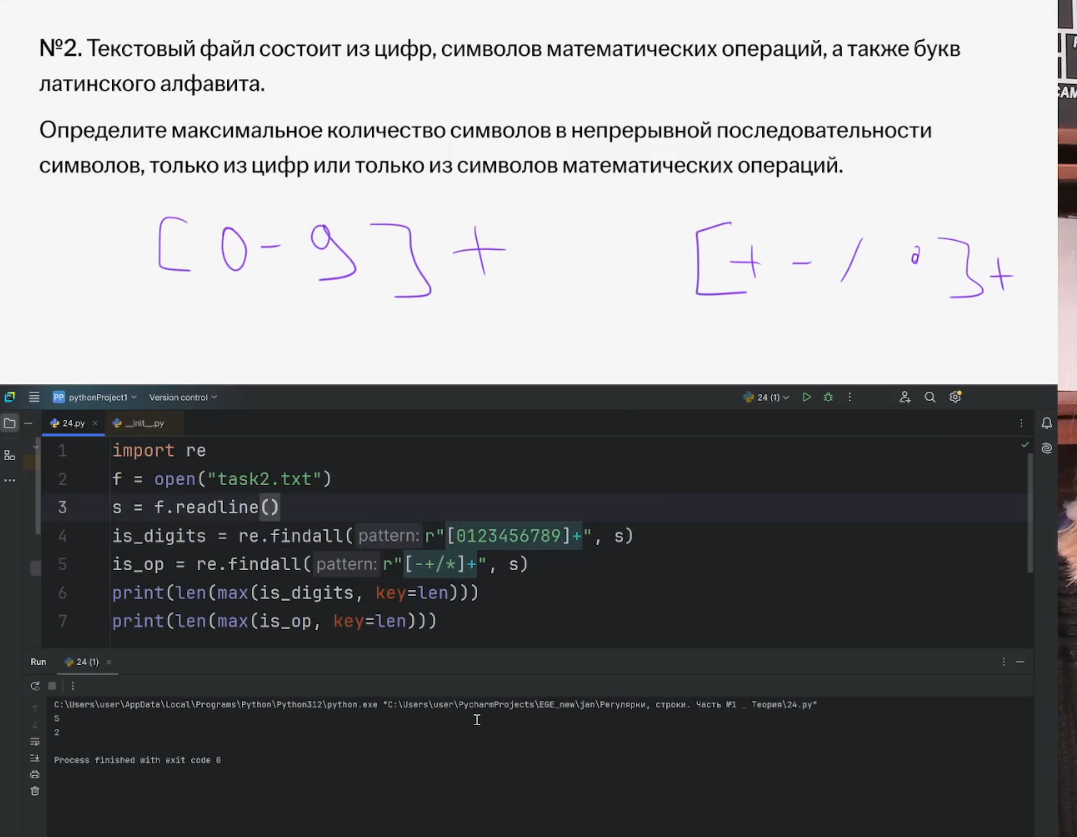 №2. Текстовый файл состоит из цифр, символов математических операций, а также букв
латинского алфавита.
Определите максимальное количество символов в непрерывной последовательности
символов, только из цифр или только из символов математических операций.
[0-9]+ [+-/*]+
PP pythonProject1 Version control 24 (1)
24.py __init__.py
1 import re
2 f = open("task2.txt")
3 s = f.readline()
4 is_digits = re.findall( pattern: r"[0123456789]+", s)
5 is_op = re.findall( pattern: r"[-+/*]+", s)
6 print(len(max(is_digits, key=len)))
7 print(len(max(is_op, key=len)))
Run 24 (1)
C:\Users\user\AppData\Local\Programs\Python\Python312\python.exe "C:\Users\user\PycharmProjects\EGE_new\jan\Регулярки, строки. Часть №1 _ Теория\24.py"
5
2
Process finished with exit code 0